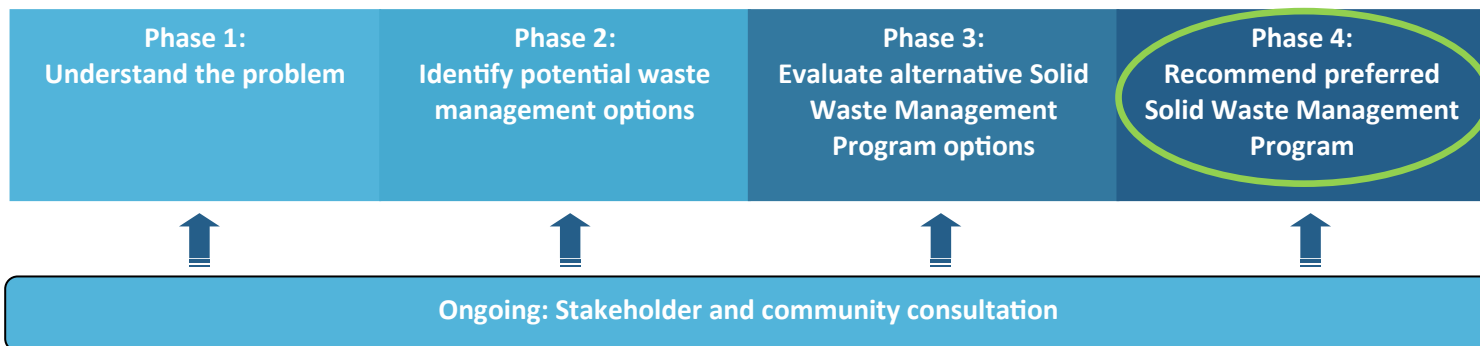 Phase 1:
Understand the problem
Phase 2:
Identify potential waste
management options
Phase 3:
Evaluate alternative Solid
Waste Management
Program options
Phase 4:
Recommend preferred
Solid Waste Management
Program
Ongoing: Stakeholder and community consultation